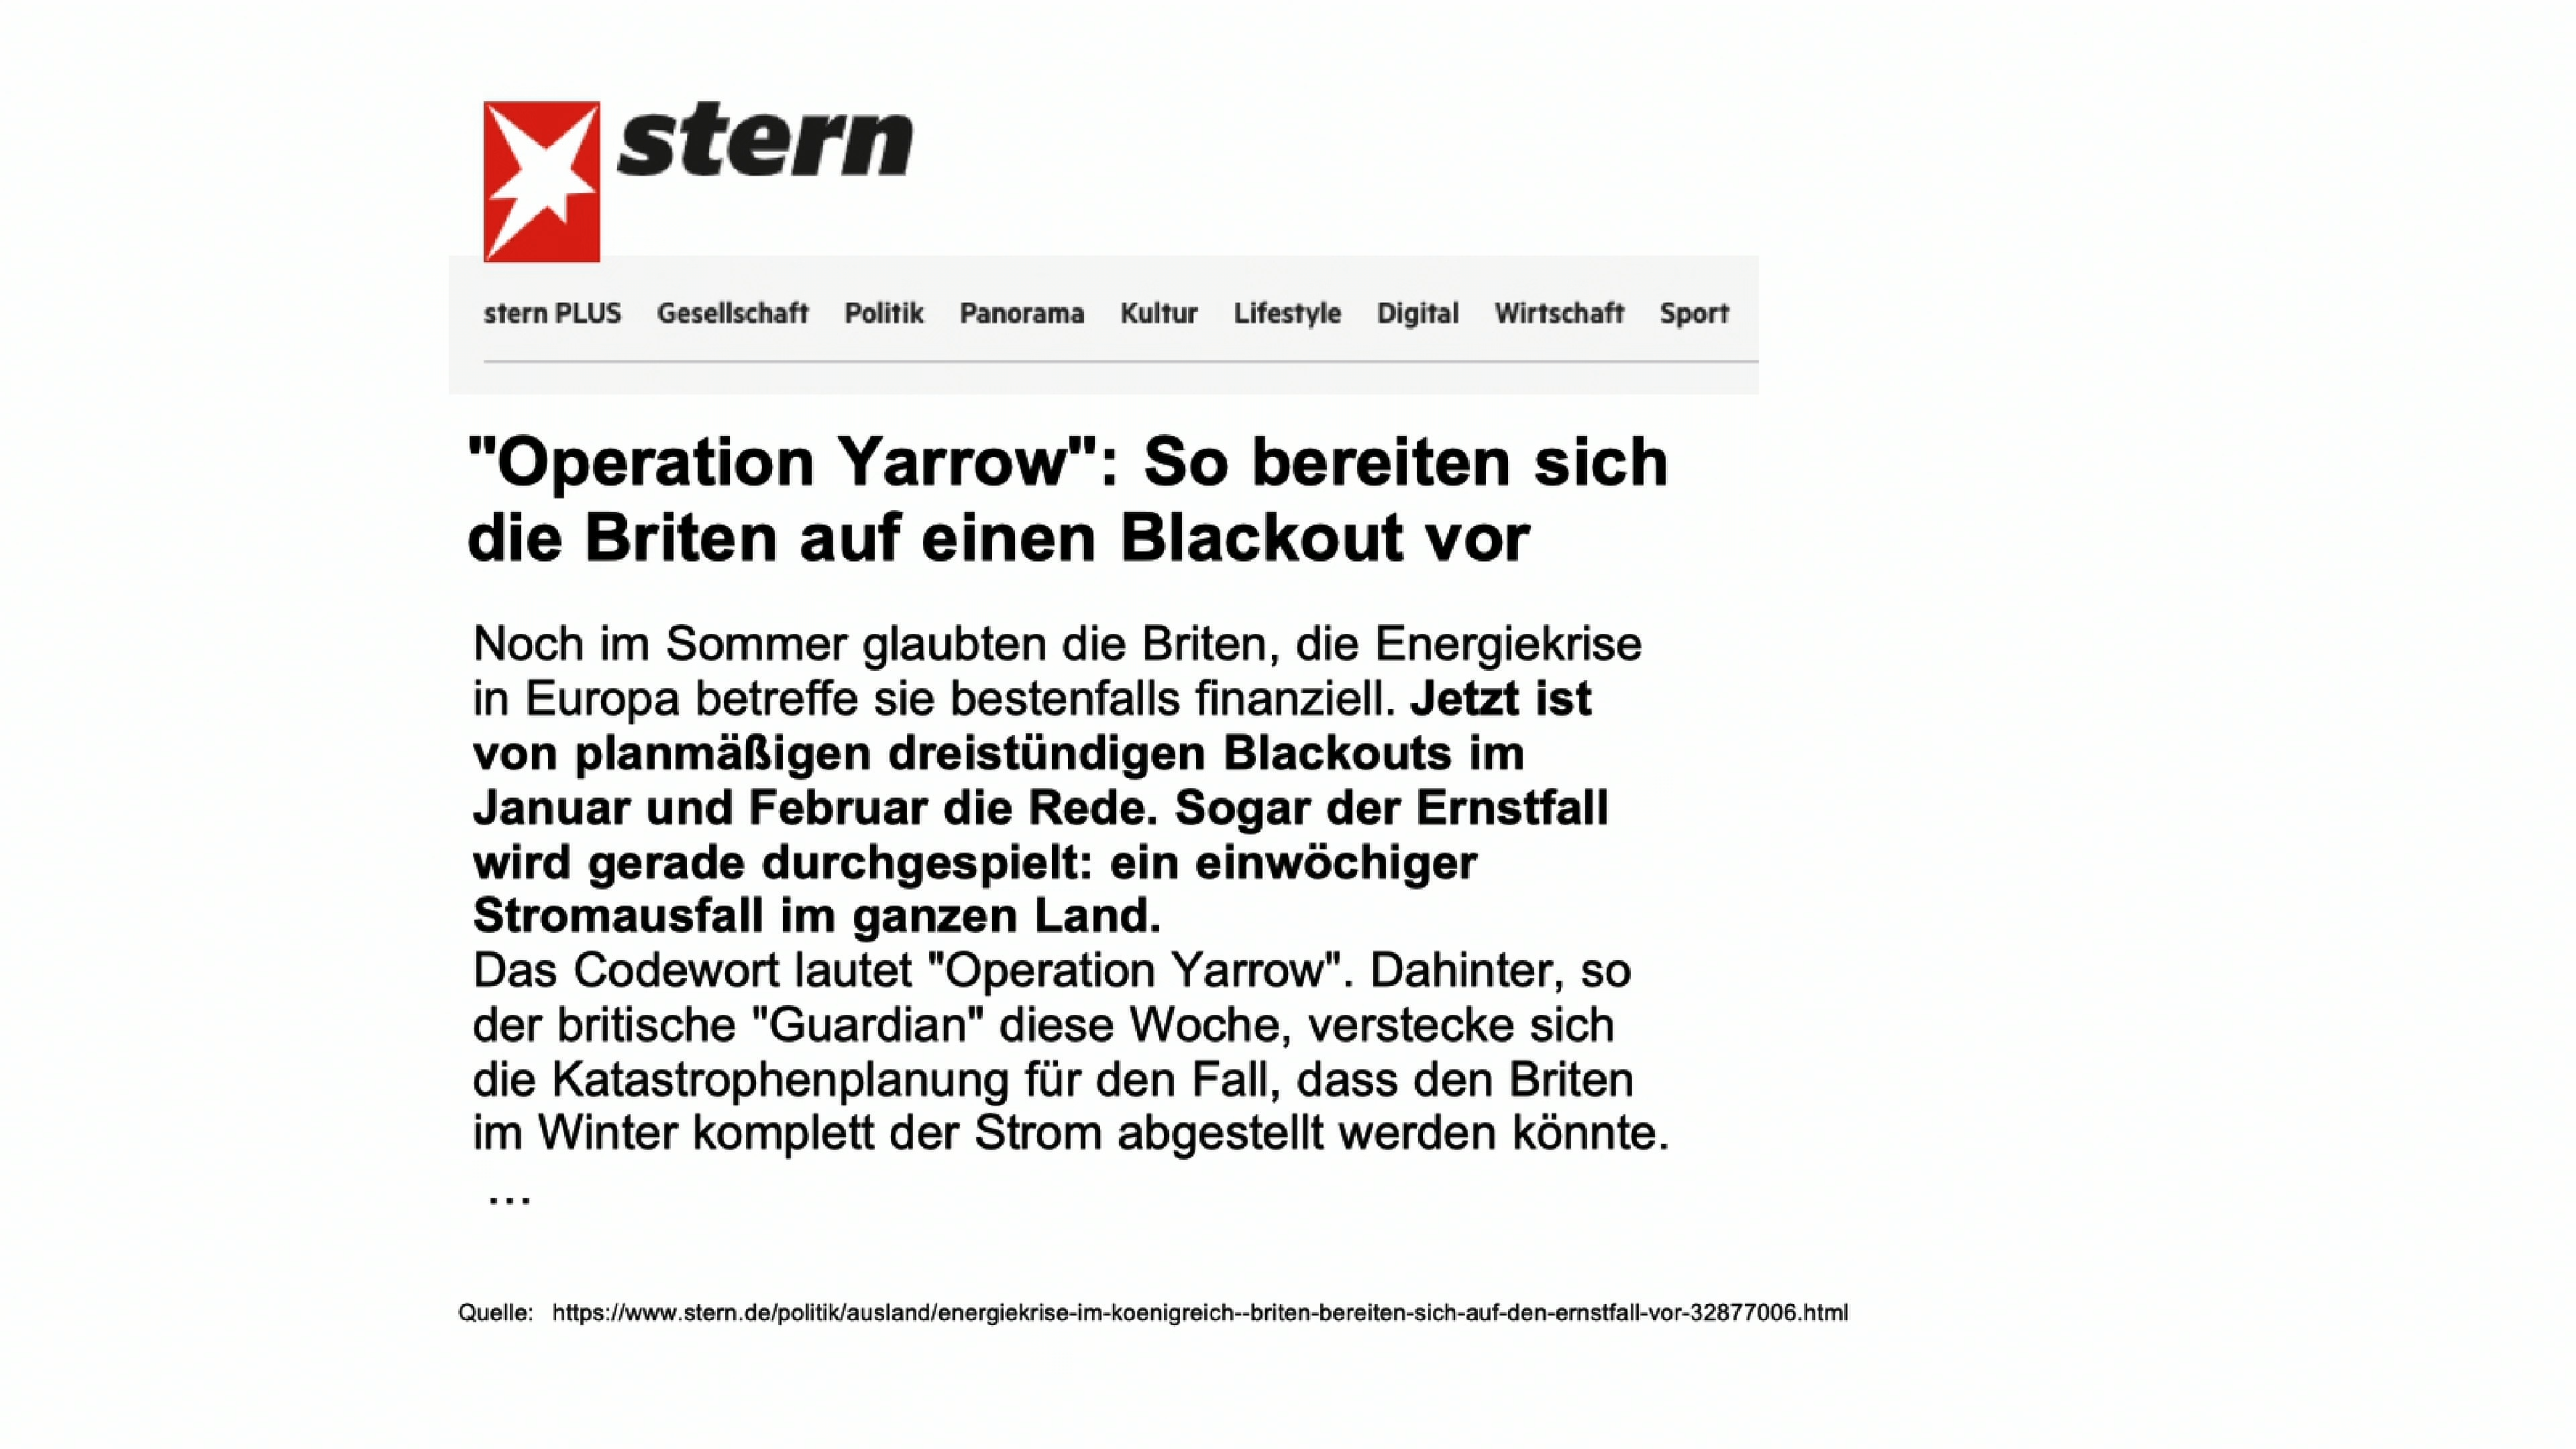 stern
stern PLUS Gesellschaft Politik Panorama Kultur Lifestyle Digital Wirtschaft Sport
"Operation Yarrow": So bereiten sich
die Briten auf einen Blackout vor
Noch im Sommer glaubten die Briten, die Energiekrise
in Europa betreffe sie bestenfalls finanziell. Jetzt ist
von planmäßigen dreistündigen Blackouts im
Januar und Februar die Rede. Sogar der Ernstfall
wird gerade durchgespielt: ein einwöchiger
Stromausfall im ganzen Land.
Das Codewort lautet "Operation Yarrow". Dahinter, so
der britische "Guardian" diese Woche, verstecke sich
die Katastrophenplanung für den Fall, dass den Briten
im Winter komplett der Strom abgestellt werden könnte.
...
Quelle: https://www.stern.de/politik/ausland/energiekrise-im-koenigreich--briten-bereiten-sich-auf-den-ernstfall-vor-32877006.html